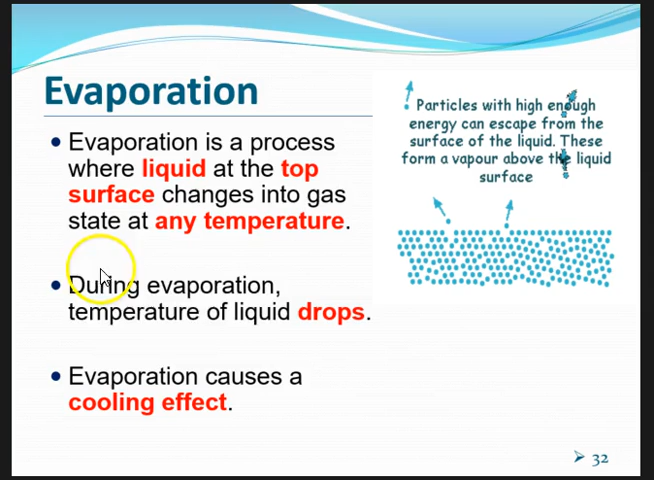 Evaporation
• Evaporation is a process
where liquid at the top
surface changes into gas
state at any temperature.
• During evaporation,
temperature of liquid drops.
• Evaporation causes a
cooling effect.
Particles with high enough
energy can escape from the
surface of the liquid. These
form a vapour above the liquid
surface
32